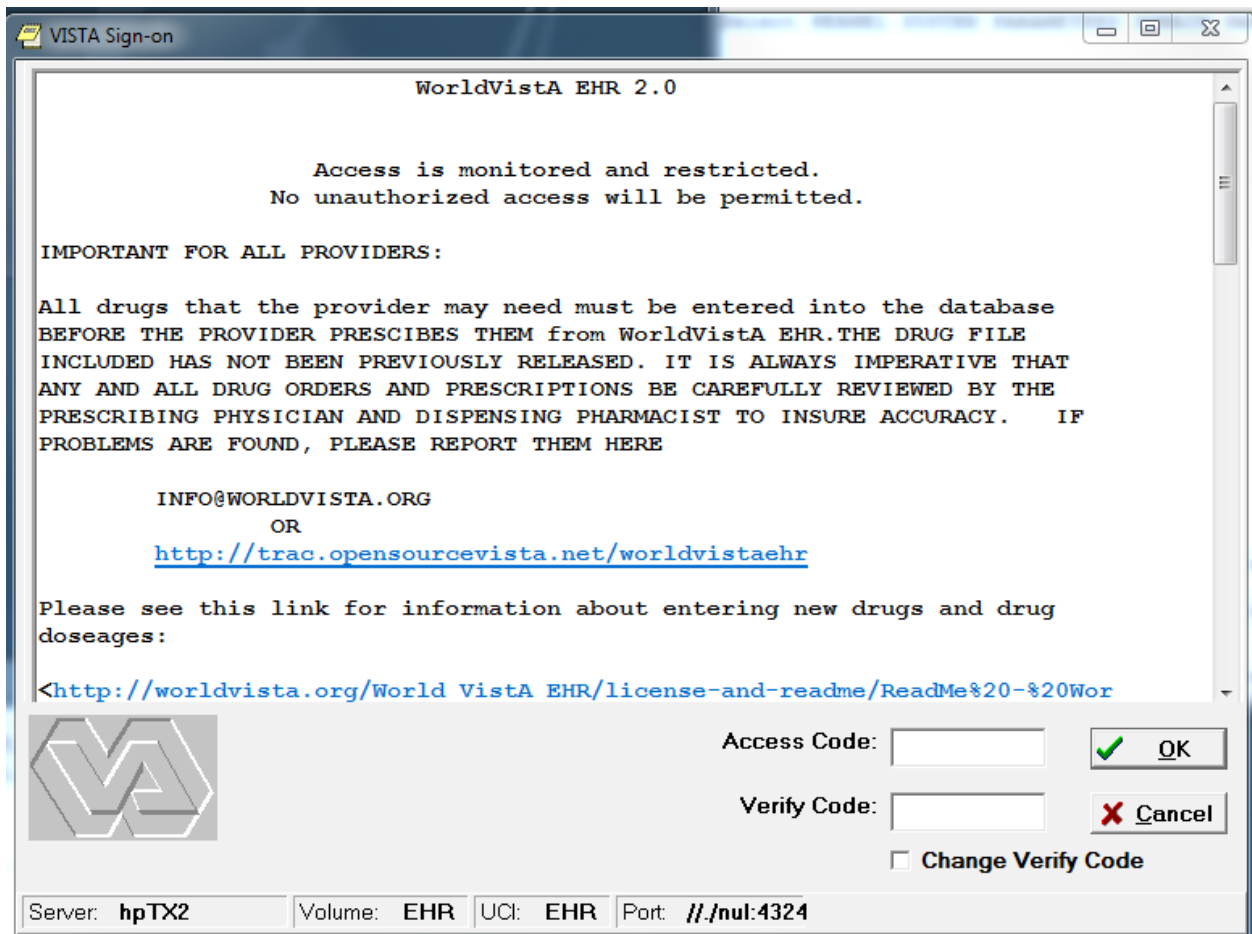 VISTA Sign-on
WorldVistA EHR 2.0
Access is monitored and restricted.
No unauthorized access will be permitted.
IMPORTANT FOR ALL PROVIDERS:
All drugs that the provider may need must be entered into the database
BEFORE THE PROVIDER PRESCIBES THEM from WorldVistA EHR.THE DRUG FILE
INCLUDED HAS NOT BEEN PREVIOUSLY RELEASED. IT IS ALWAYS IMPERATIVE THAT
ANY AND ALL DRUG ORDERS AND PRESCRIPTIONS BE CAREFULLY REVIEWED BY THE
PRESCRIBING PHYSICIAN AND DISPENSING PHARMACIST TO INSURE ACCURACY.   IF
PROBLEMS ARE FOUND, PLEASE REPORT THEM HERE
INFO@WORLDVISTA.ORG
OR
http://trac.opensourcevista.net/worldvistaehr
Please see this link for information about entering new drugs and drug
doseages:
<http://worldvista.org/World VistA EHR/license-and-readme/ReadMe%20-%20Wor
Access Code:
OK
Verify Code:
Cancel
Change Verify Code
Server: hpTX2 Volume: EHR UCI: EHR Port: //./nul:4324